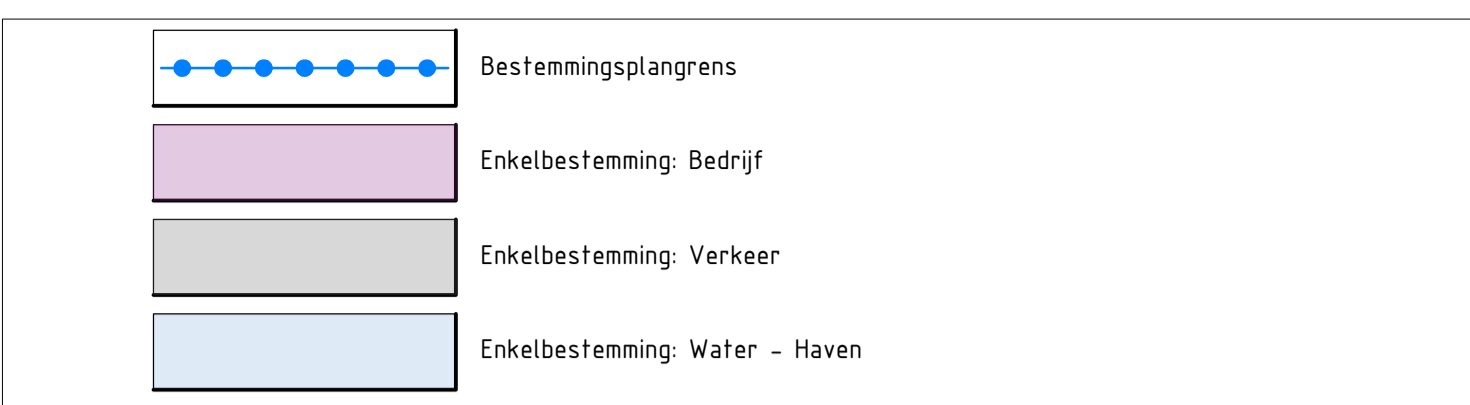 Bestemmingsplangrens
Enkelbestemming: Bedrijf
Enkelbestemming: Verkeer
Enkelbestemming: Water - Haven